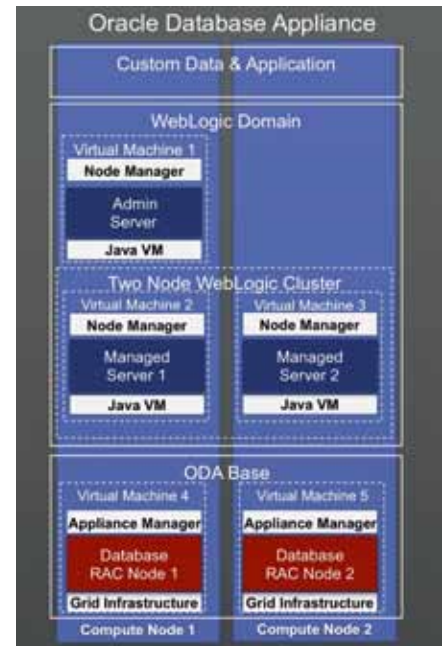 Oracle Database Appliance
Custom Data & Application
WebLogic Domain
Virtual Machine 1
Node Manager
Admin
Server
Java VM
Two Node WebLogic Cluster
Virtual Machine 2
Node Manager
Managed
Server 1
Java VM
Virtual Machine 3
Node Manager
Managed
Server 2
Java VM
ODA Base
Virtual Machine 4
Appliance Manager
Database
RAC Node 1
Grid Infrastructure
Compute Node 1
Virtual Machine 5
Appliance Manager
Database
RAC Node 2
Grid Infrastructure
Compute Node 2